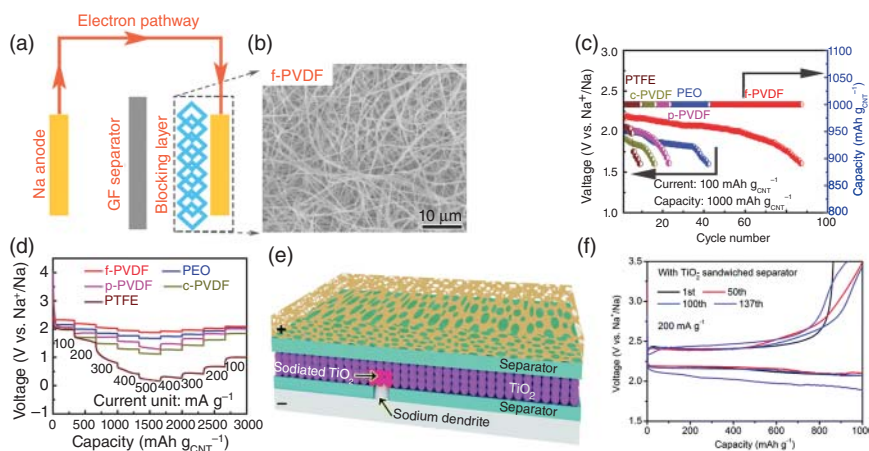 (a)
Electron pathway
Na anode
GF separator
Blocking layer
(b)
f-PVDF
10 μm
(c)
Voltage (V vs. Na⁺/Na)
3.0
2.5
2.0
1.5
1.0
PTFE
c-PVDF
PEO
f-PVDF
p-PVDF
Current: 100 mAh g_CNT⁻¹
Capacity: 1000 mAh g_CNT⁻¹
0 20 40 60 80 100
Cycle number
1100
1050
1000
950
900
850
800
Capacity (mAh g_CNT⁻¹)
(d)
Voltage (V vs. Na⁺/Na)
4
3
2
1
0
−1
f-PVDF PEO
p-PVDF c-PVDF
PTFE
100
200
300
400
500
400
300
200
100
Current unit: mA g⁻¹
0 500 1000 1500 2000 2500 3000
Capacity (mAh g_CNT⁻¹)
(e)
+
Separator
Sodiated TiO₂
TiO₂
Separator
−
Sodium dendrite
(f)
Voltage (V vs. Na⁺/Na)
3.5
3.0
2.5
2.0
1.5
With TiO₂ sandwiched separator
1st 50th
100th 137th
200 mA g⁻¹
0 200 400 600 800 1000
Capacity (mAh g⁻¹)